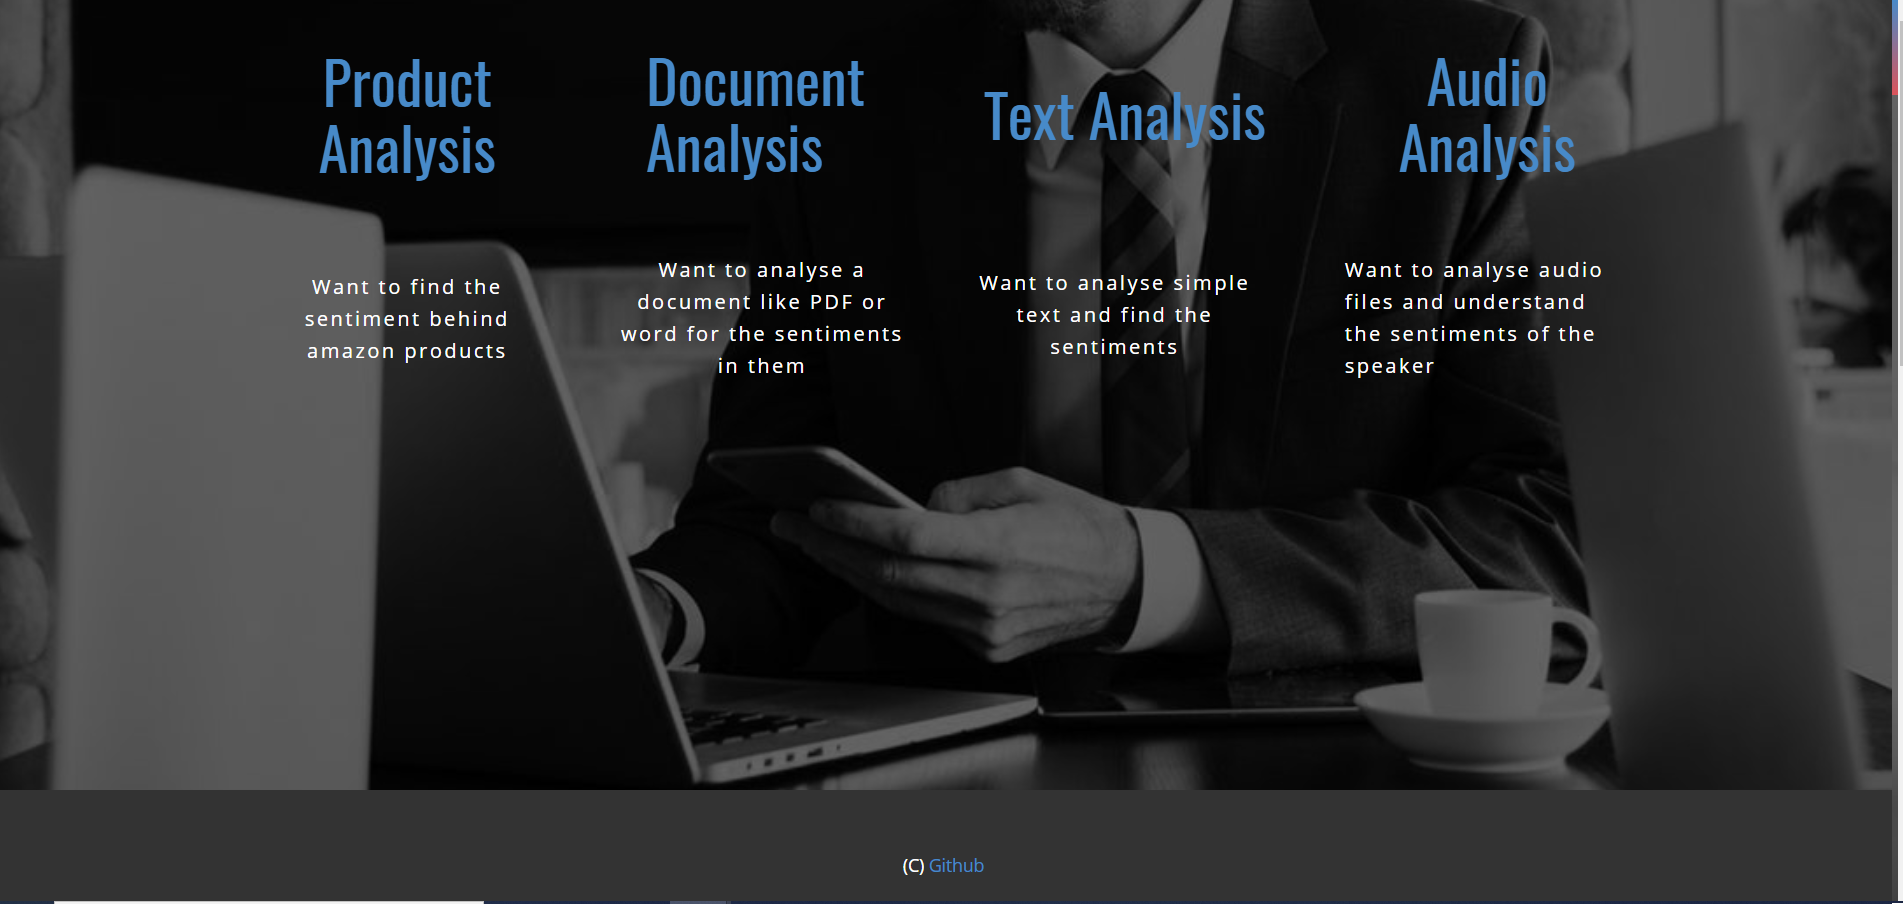 Product
Analysis
Want to find the
sentiment behind
amazon products
Document
Analysis
Want to analyse a
document like PDF or
word for the sentiments
in them
Text Analysis
Want to analyse simple
text and find the
sentiments
Audio
Analysis
Want to analyse audio
files and understand
the sentiments of the
speaker
(C) Github